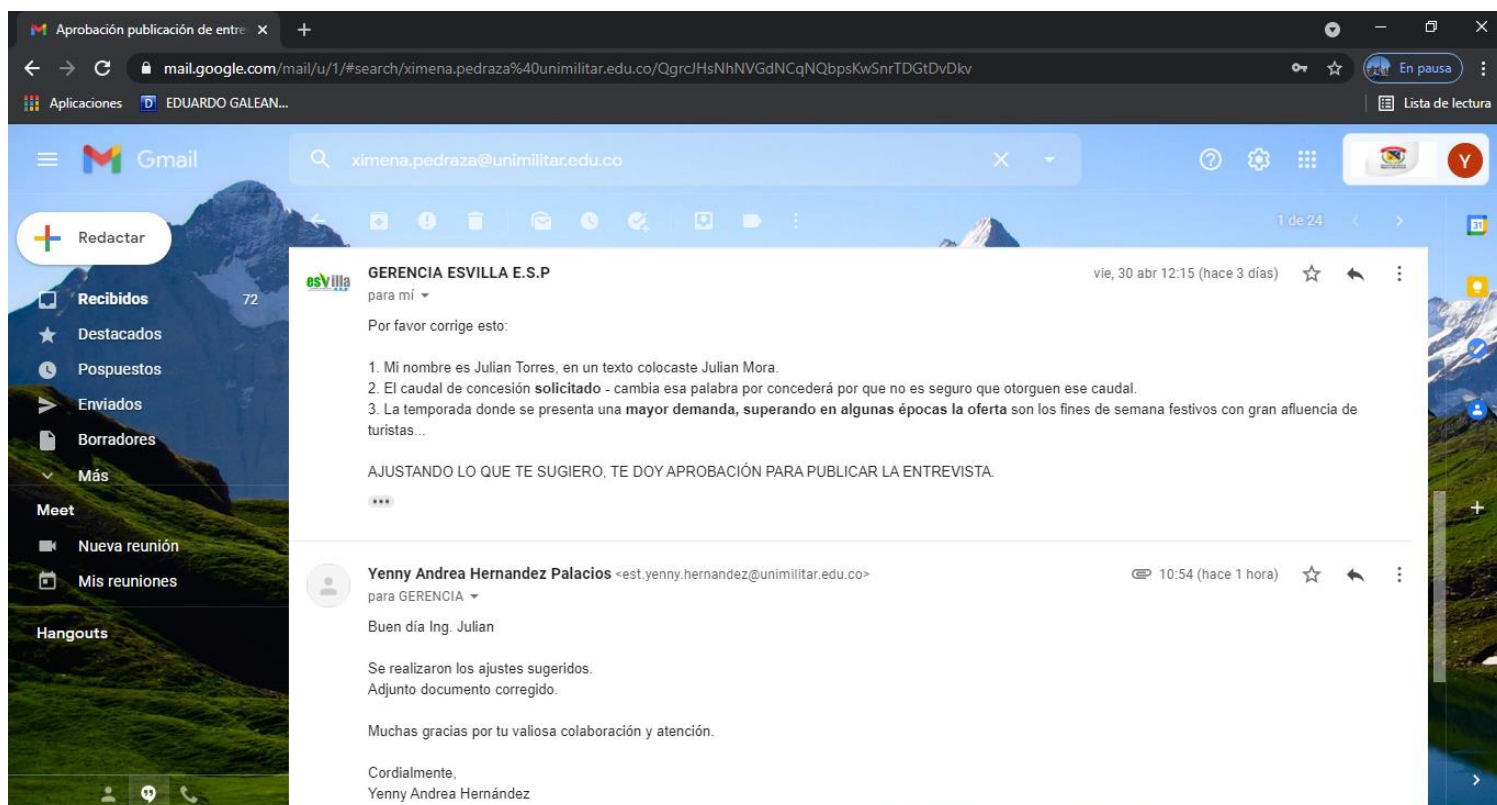 Aprobación publicación de entre
mail.google.com/mail/u/1/#search/ximena.pedraza%40unimilitar.edu.co/QgrcJHsNhNVGdNCqNQbpsKwSnrTDGtDvDkv
En pausa
Aplicaciones
EDUARDO GALEAN...
Lista de lectura
Gmail
ximena.pedraza@unimilitar.edu.co
Y
Redactar
1 de 24
31
esvilla
GERENCIA ESVILLA E.S.P
vie, 30 abr 12:15 (hace 3 días)
para mí
Recibidos 72
Destacados
Pospuestos
Enviados
Borradores
Más
Meet
Nueva reunión
Mis reuniones
Hangouts
Por favor corrige esto:
1. Mi nombre es Julian Torres, en un texto colocaste Julian Mora.
2. El caudal de concesión solicitado - cambia esa palabra por concederá por que no es seguro que otorguen ese caudal.
3. La temporada donde se presenta una mayor demanda, superando en algunas épocas la oferta son los fines de semana festivos con gran afluencia de
turistas...
AJUSTANDO LO QUE TE SUGIERO, TE DOY APROBACIÓN PARA PUBLICAR LA ENTREVISTA.
Yenny Andrea Hernandez Palacios <est.yenny.hernandez@unimilitar.edu.co>
10:54 (hace 1 hora)
para GERENCIA
Buen día Ing. Julian
Se realizaron los ajustes sugeridos.
Adjunto documento corregido.
Muchas gracias por tu valiosa colaboración y atención.
Cordialmente,
Yenny Andrea Hernández